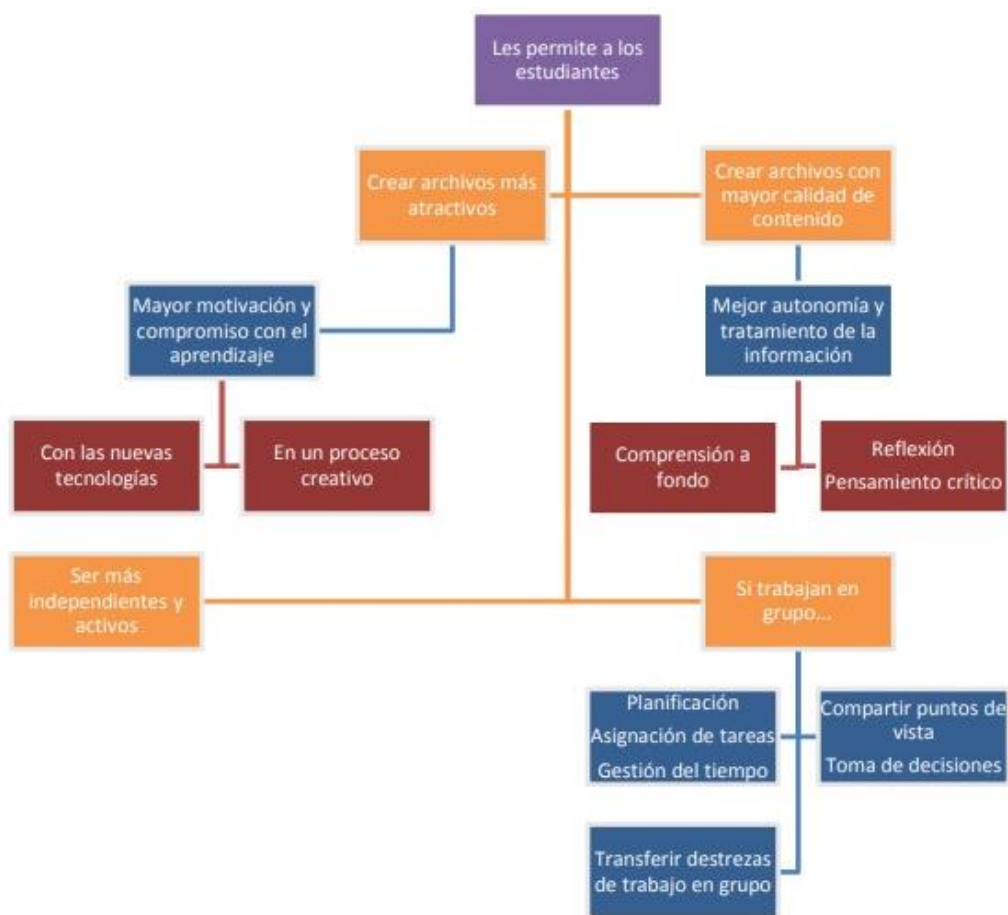 Les permite a los
estudiantes
Crear archivos más
atractivos
Crear archivos con
mayor calidad de
contenido
Mayor motivación y
compromiso con el
aprendizaje
Mejor autonomía y
tratamiento de la
información
Con las nuevas
tecnologías
En un proceso
creativo
Comprensión a
fondo
Reflexión
Pensamiento crítico
Ser más
independientes y
activos
Si trabajan en
grupo...
Planificación
Asignación de tareas
Gestión del tiempo
Compartir puntos de
vista
Toma de decisiones
Transferir destrezas
de trabajo en grupo